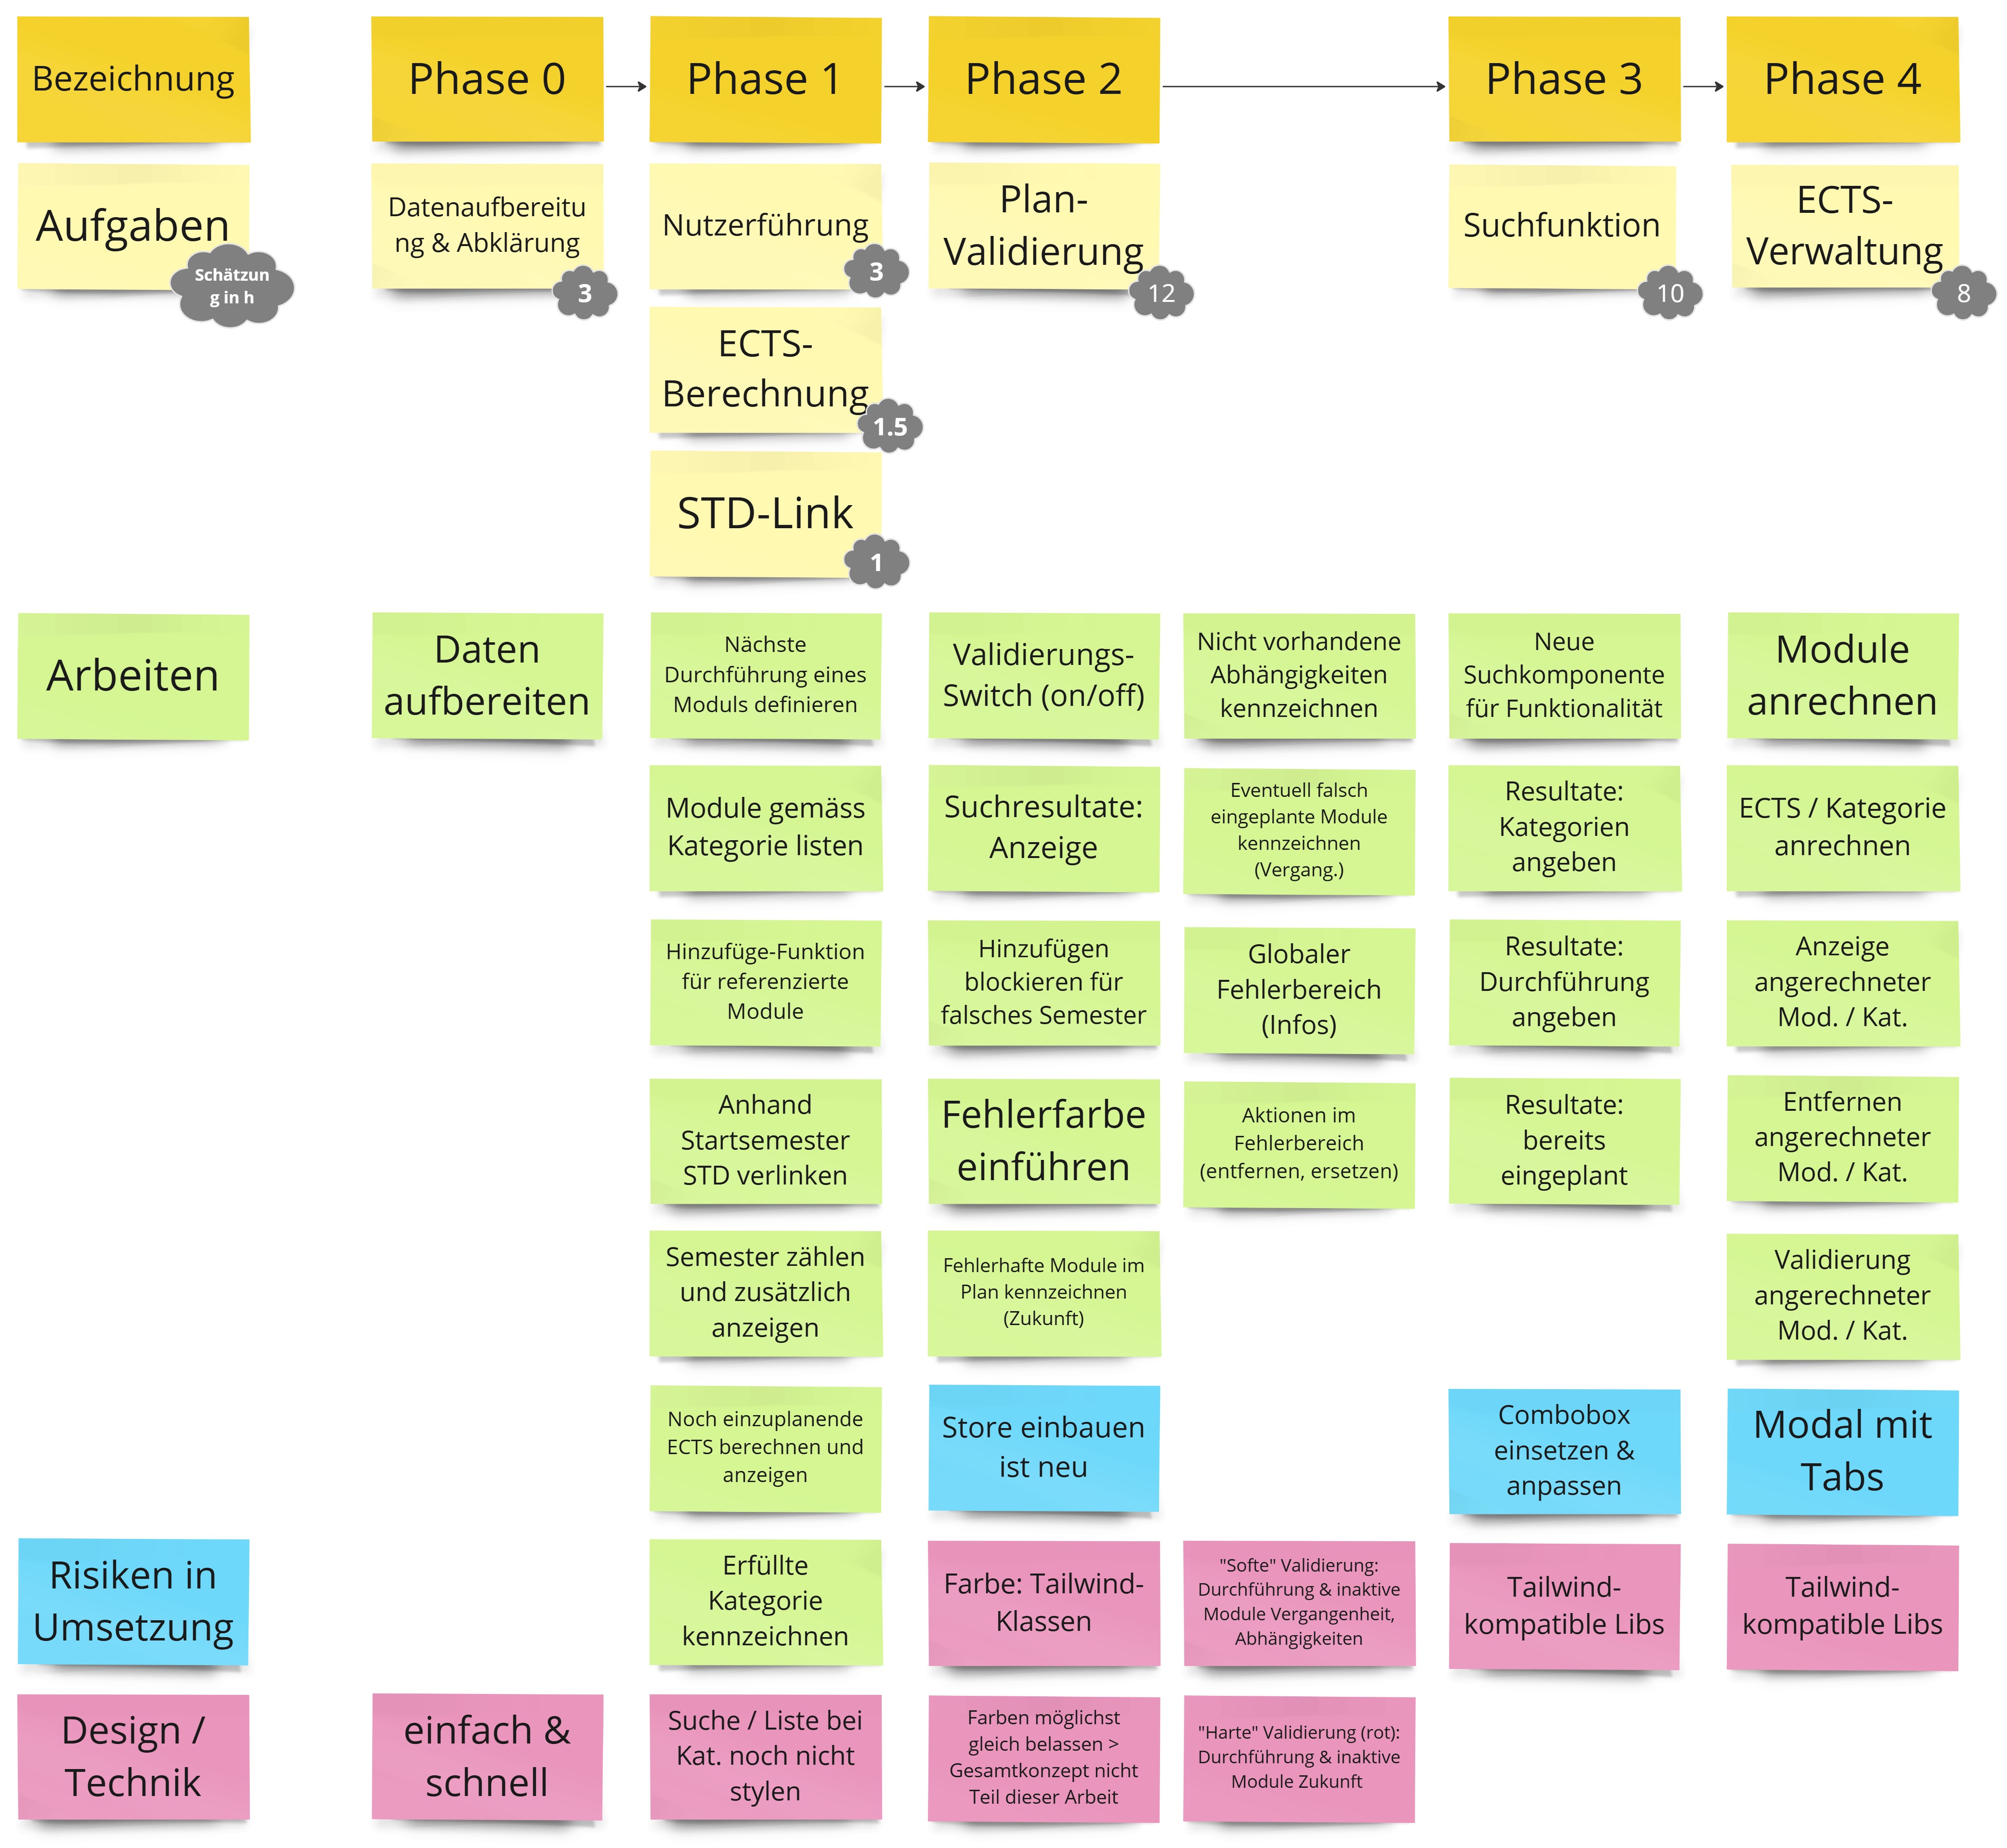 Bezeichnung
Phase 0
Phase 1
Phase 2
Phase 3
Phase 4
Aufgaben
Schätzun
g in h
Datenaufbereitu
ng & Abklärung
3
Nutzerführung
3
Plan-
Validierung
12
Suchfunktion
10
ECTS-
Verwaltung
8
ECTS-
Berechnung
1.5
STD-Link
1
Arbeiten
Daten
aufbereiten
Nächste
Durchführung eines
Moduls definieren
Validierungs-
Switch (on/off)
Nicht vorhandene
Abhängigkeiten
kennzeichnen
Neue
Suchkomponente
für Funktionalität
Module
anrechnen
Module gemäss
Kategorie listen
Suchresultate:
Anzeige
Eventuell falsch
eingeplante Module
kennzeichnen
(Vergang.)
Resultate:
Kategorien
angeben
ECTS / Kategorie
anrechnen
Hinzufüge-Funktion
für referenzierte
Module
Hinzufügen
blockieren für
falsches Semester
Globaler
Fehlerbereich
(Infos)
Resultate:
Durchführung
angeben
Anzeige
angerechneter
Mod. / Kat.
Anhand
Startsemester
STD verlinken
Fehlerfarbe
einführen
Aktionen im
Fehlerbereich
(entfernen, ersetzen)
Resultate:
bereits
eingeplant
Entfernen
angerechneter
Mod. / Kat.
Semester zählen
und zusätzlich
anzeigen
Fehlerhafte Module im
Plan kennzeichnen
(Zukunft)
Validierung
angerechneter
Mod. / Kat.
Noch einzuplanende
ECTS berechnen und
anzeigen
Store einbauen
ist neu
Combobox
einsetzen &
anpassen
Modal mit
Tabs
Risiken in
Umsetzung
Erfüllte
Kategorie
kennzeichnen
Farbe: Tailwind-
Klassen
"Softe" Validierung:
Durchführung & inaktive
Module Vergangenheit,
Abhängigkeiten
Tailwind-
kompatible Libs
Tailwind-
kompatible Libs
Design /
Technik
einfach &
schnell
Suche / Liste bei
Kat. noch nicht
stylen
Farben möglichst
gleich belassen >
Gesamtkonzept nicht
Teil dieser Arbeit
"Harte" Validierung (rot):
Durchführung & inaktive
Module Zukunft